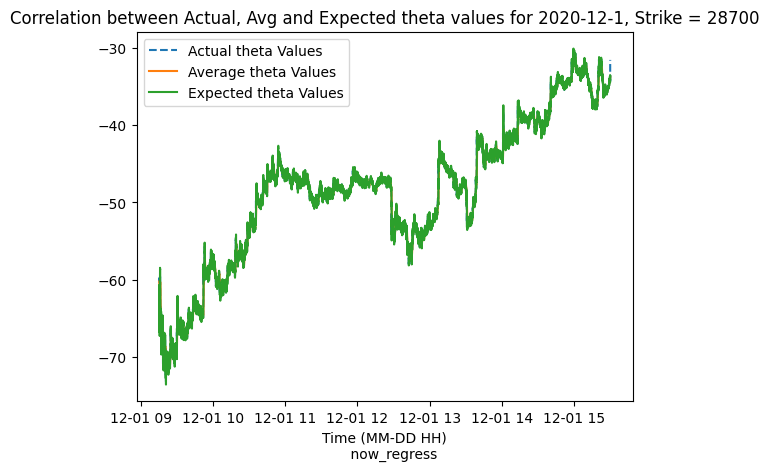 Correlation between Actual, Avg and Expected theta values for 2020-12-1, Strike = 28700
Actual theta Values
Average theta Values
Expected theta Values
−30
−40
−50
−60
−70
12-01 09 12-01 10 12-01 11 12-01 12 12-01 13 12-01 14 12-01 15
Time (MM-DD HH)
now_regress